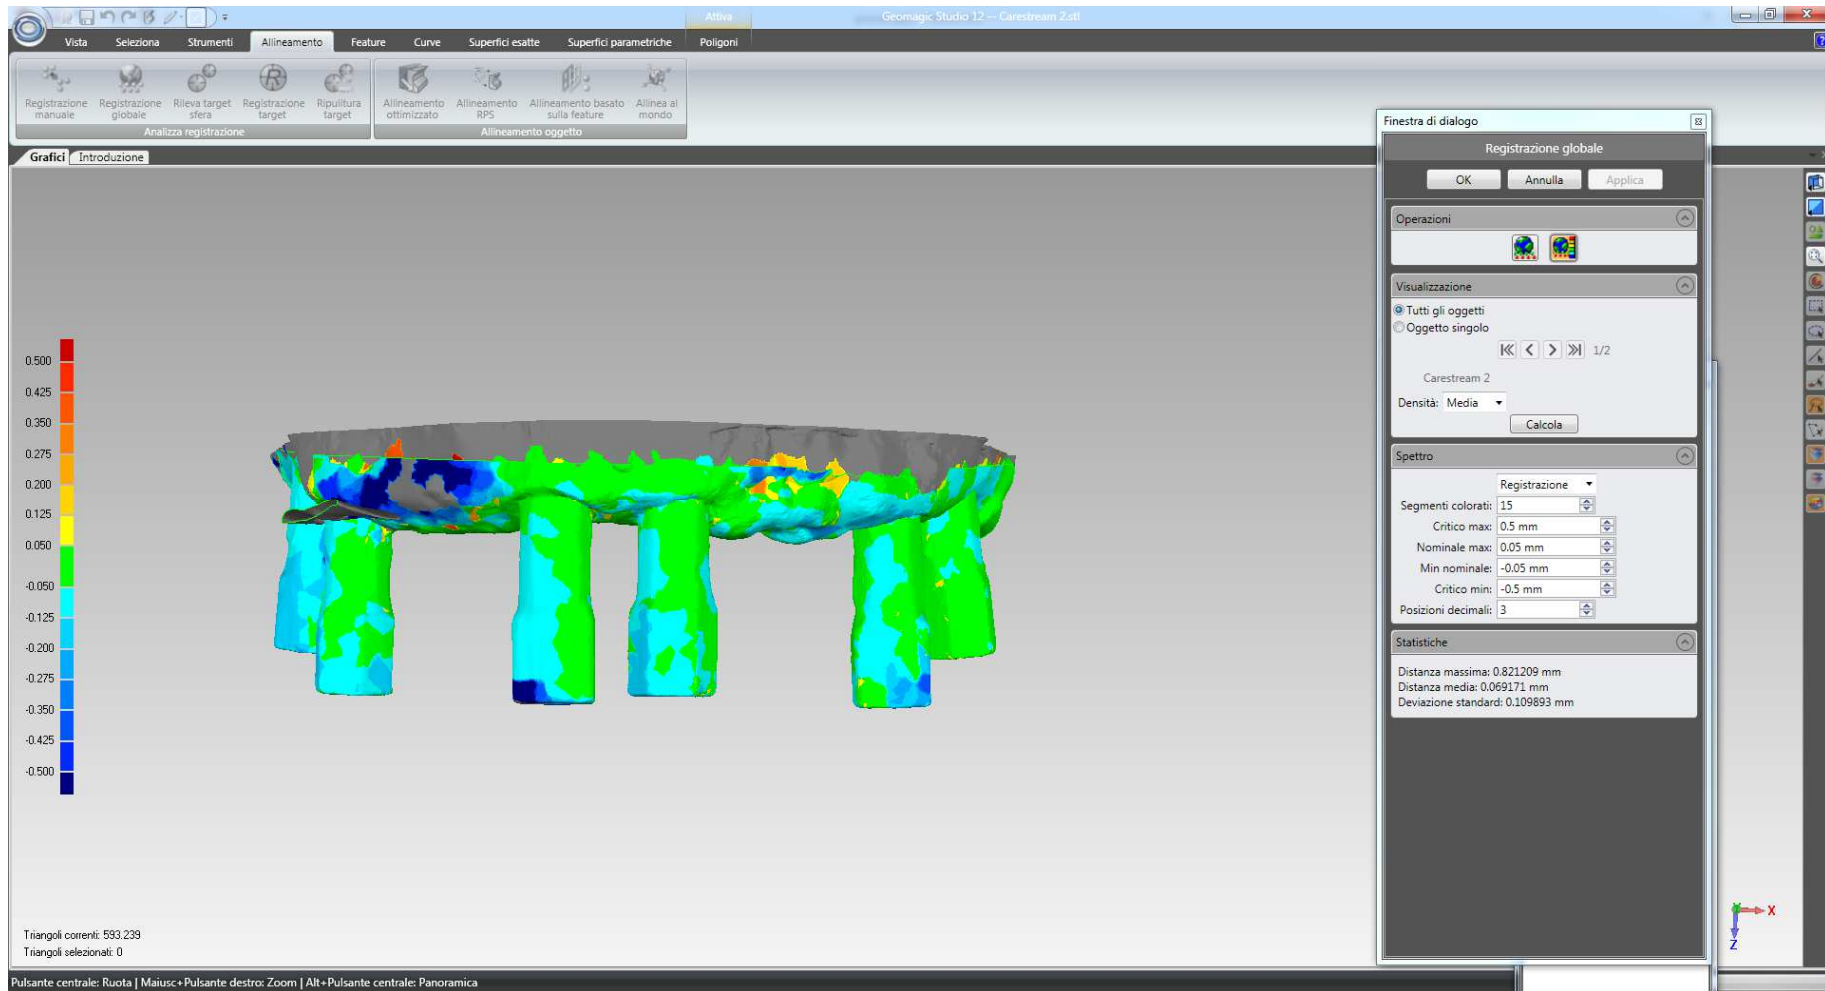 Attiva
Geomagic Studio 12 -- Carestream 2.stl
Vista Seleziona Strumenti Allineamento Feature Curve Superfici esatte Superfici parametriche Poligoni
Registrazione manuale
Registrazione globale
Rileva target sfera
Registrazione target
Ripulitura target
Allineamento ottimizzato
Allineamento RPS
Allineamento basato sulla feature
Allinea al mondo
Analizza registrazione
Allineamento oggetto
Grafici Introduzione
0.500
0.425
0.350
0.275
0.200
0.125
0.050
-0.050
-0.125
-0.200
-0.275
-0.350
-0.425
-0.500
Finestra di dialogo
Registrazione globale
OK Annulla Applica
Operazioni
Visualizzazione
Tutti gli oggetti
Oggetto singolo
1/2
Carestream 2
Densità: Media
Calcola
Spettro
Registrazione
Segmenti colorati: 15
Critico max: 0.5 mm
Nominale max: 0.05 mm
Min nominale: -0.05 mm
Critico min: -0.5 mm
Posizioni decimali: 3
Statistiche
Distanza massima: 0.821209 mm
Distanza media: 0.069171 mm
Deviazione standard: 0.109893 mm
X
Z
Triangoli correnti: 593.239
Triangoli selezionati: 0
Pulsante centrale: Ruota | Maiusc+Pulsante destro: Zoom | Alt+Pulsante centrale: Panoramica